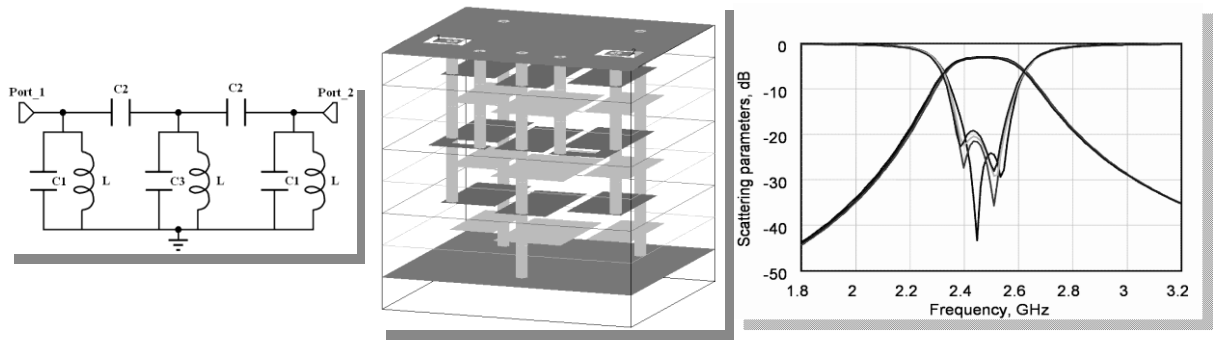 Port_1
C2
C2
Port_2
C1
L
C3
L
C1
L
Scattering parameters, dB
0
-10
-20
-30
-40
-50
1.8
2
2.2
2.4
2.6
2.8
3
3.2
Frequency, GHz